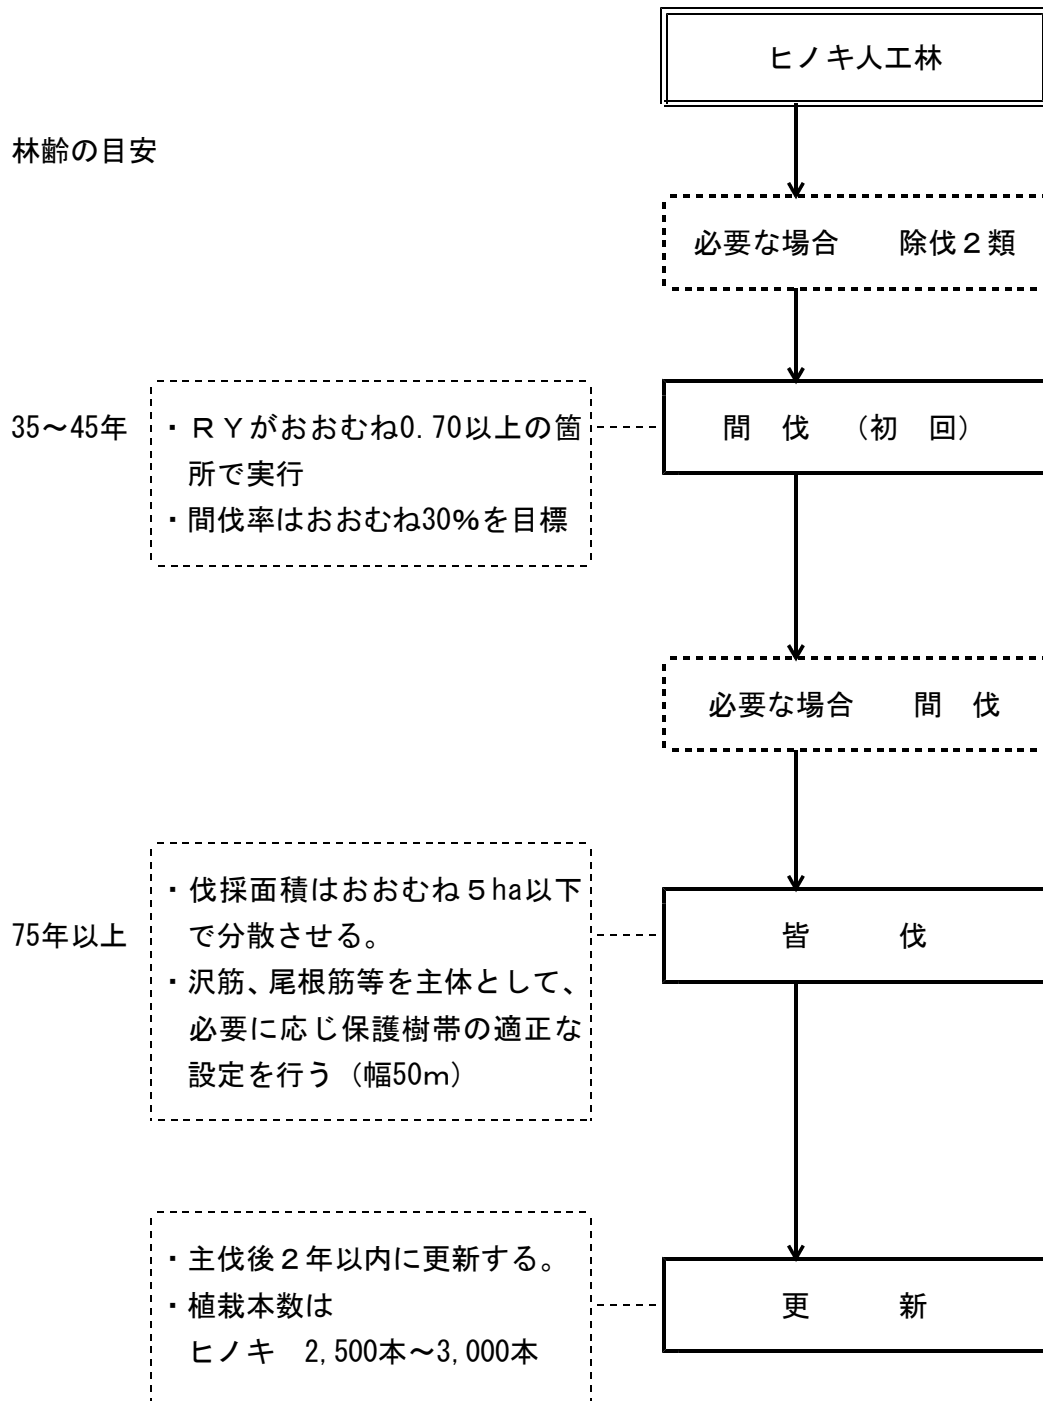 ヒノキ人工林
林齢の目安
必要な場合　　除伐２類
35～45年
・ＲＹがおおむね0.70以上の箇
所で実行
・間伐率はおおむね30％を目標
間　伐　（初　回）
必要な場合　　間　伐
75年以上
・伐採面積はおおむね５ha以下
で分散させる。
・沢筋、尾根筋等を主体として、
必要に応じ保護樹帯の適正な
設定を行う（幅50ｍ）
皆　　　伐
・主伐後２年以内に更新する。
・植栽本数は
ヒノキ　2,500本～3,000本
更　　　新